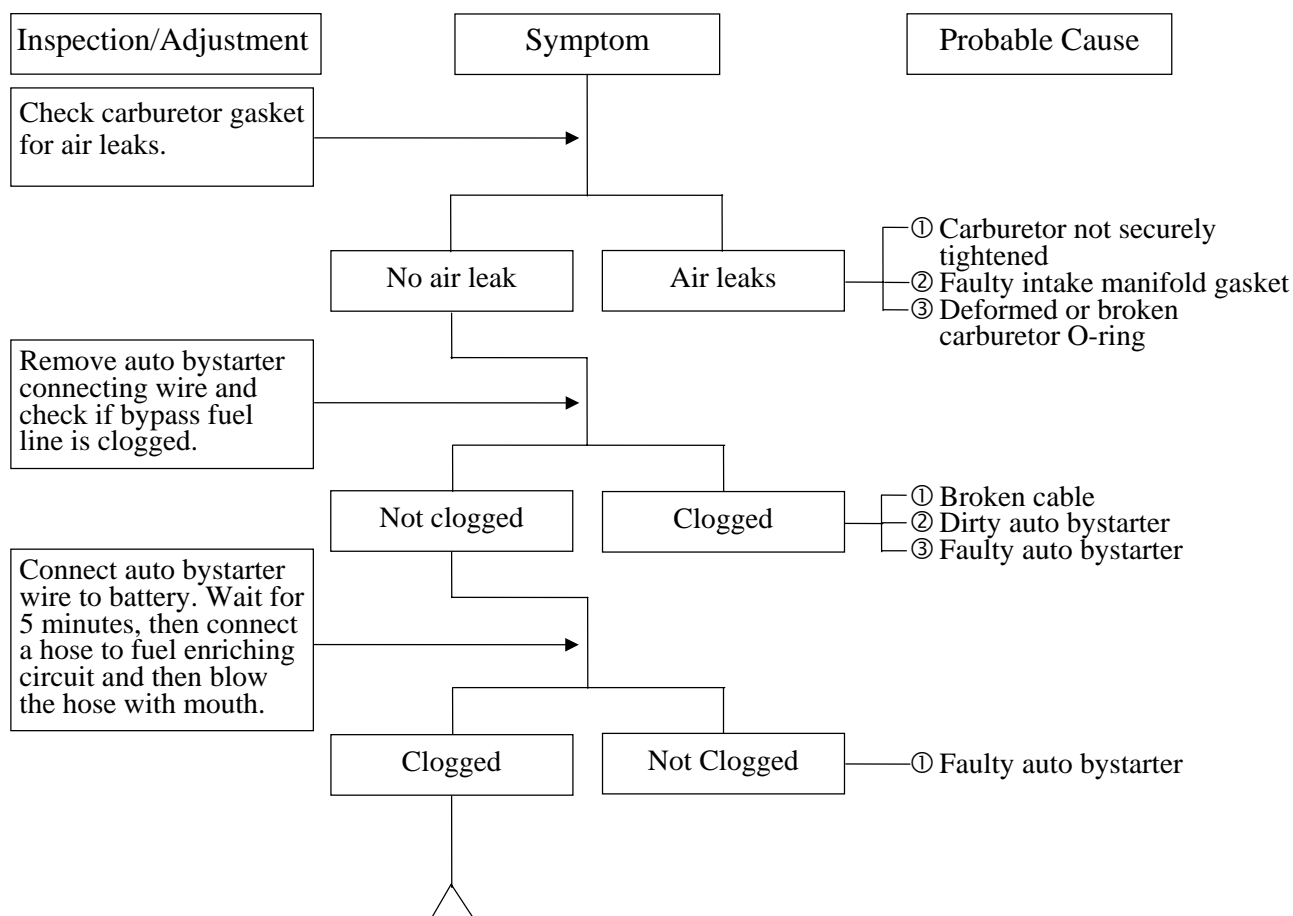 Inspection/Adjustment
Symptom
Probable Cause
Check carburetor gasket
for air leaks.
No air leak
Air leaks
① Carburetor not securely
tightened
② Faulty intake manifold gasket
③ Deformed or broken
carburetor O-ring
Remove auto bystarter
connecting wire and
check if bypass fuel
line is clogged.
Not clogged
Clogged
① Broken cable
② Dirty auto bystarter
③ Faulty auto bystarter
Connect auto bystarter
wire to battery. Wait for
5 minutes, then connect
a hose to fuel enriching
circuit and then blow
the hose with mouth.
Clogged
Not Clogged
① Faulty auto bystarter